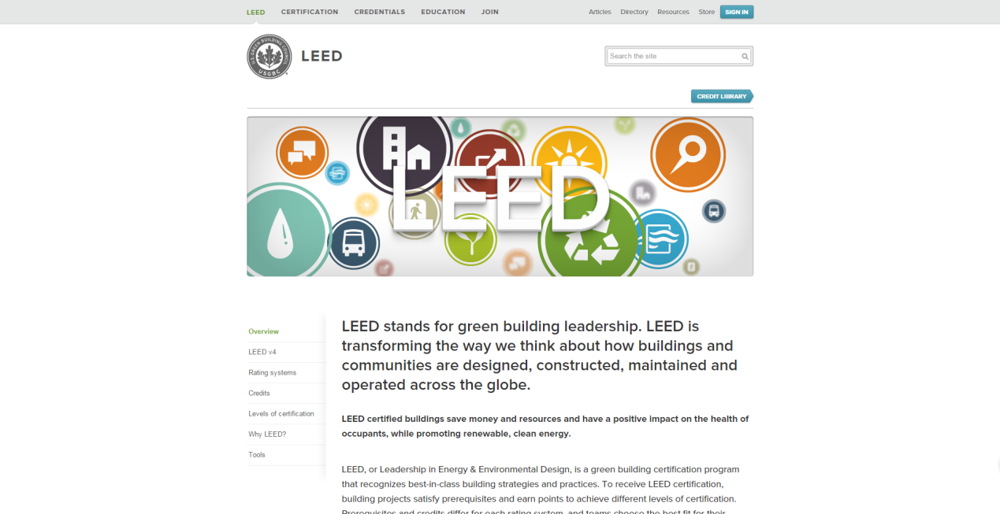 LEED CERTIFICATION CREDENTIALS EDUCATION JOIN Articles Directory Resources Store SIGN IN
U.S. GREEN BUILDING COUNCIL
USGBC
LEED
Search the site
CREDIT LIBRARY
LEED
Overview
LEED v4
Rating systems
Credits
Levels of certification
Why LEED?
Tools
LEED stands for green building leadership. LEED is
transforming the way we think about how buildings and
communities are designed, constructed, maintained and
operated across the globe.
LEED certified buildings save money and resources and have a positive impact on the health of
occupants, while promoting renewable, clean energy.
LEED, or Leadership in Energy & Environmental Design, is a green building certification program
that recognizes best-in-class building strategies and practices. To receive LEED certification,
building projects satisfy prerequisites and earn points to achieve different levels of certification.
Prerequisites and credits differ for each rating system, and teams choose the best fit for their